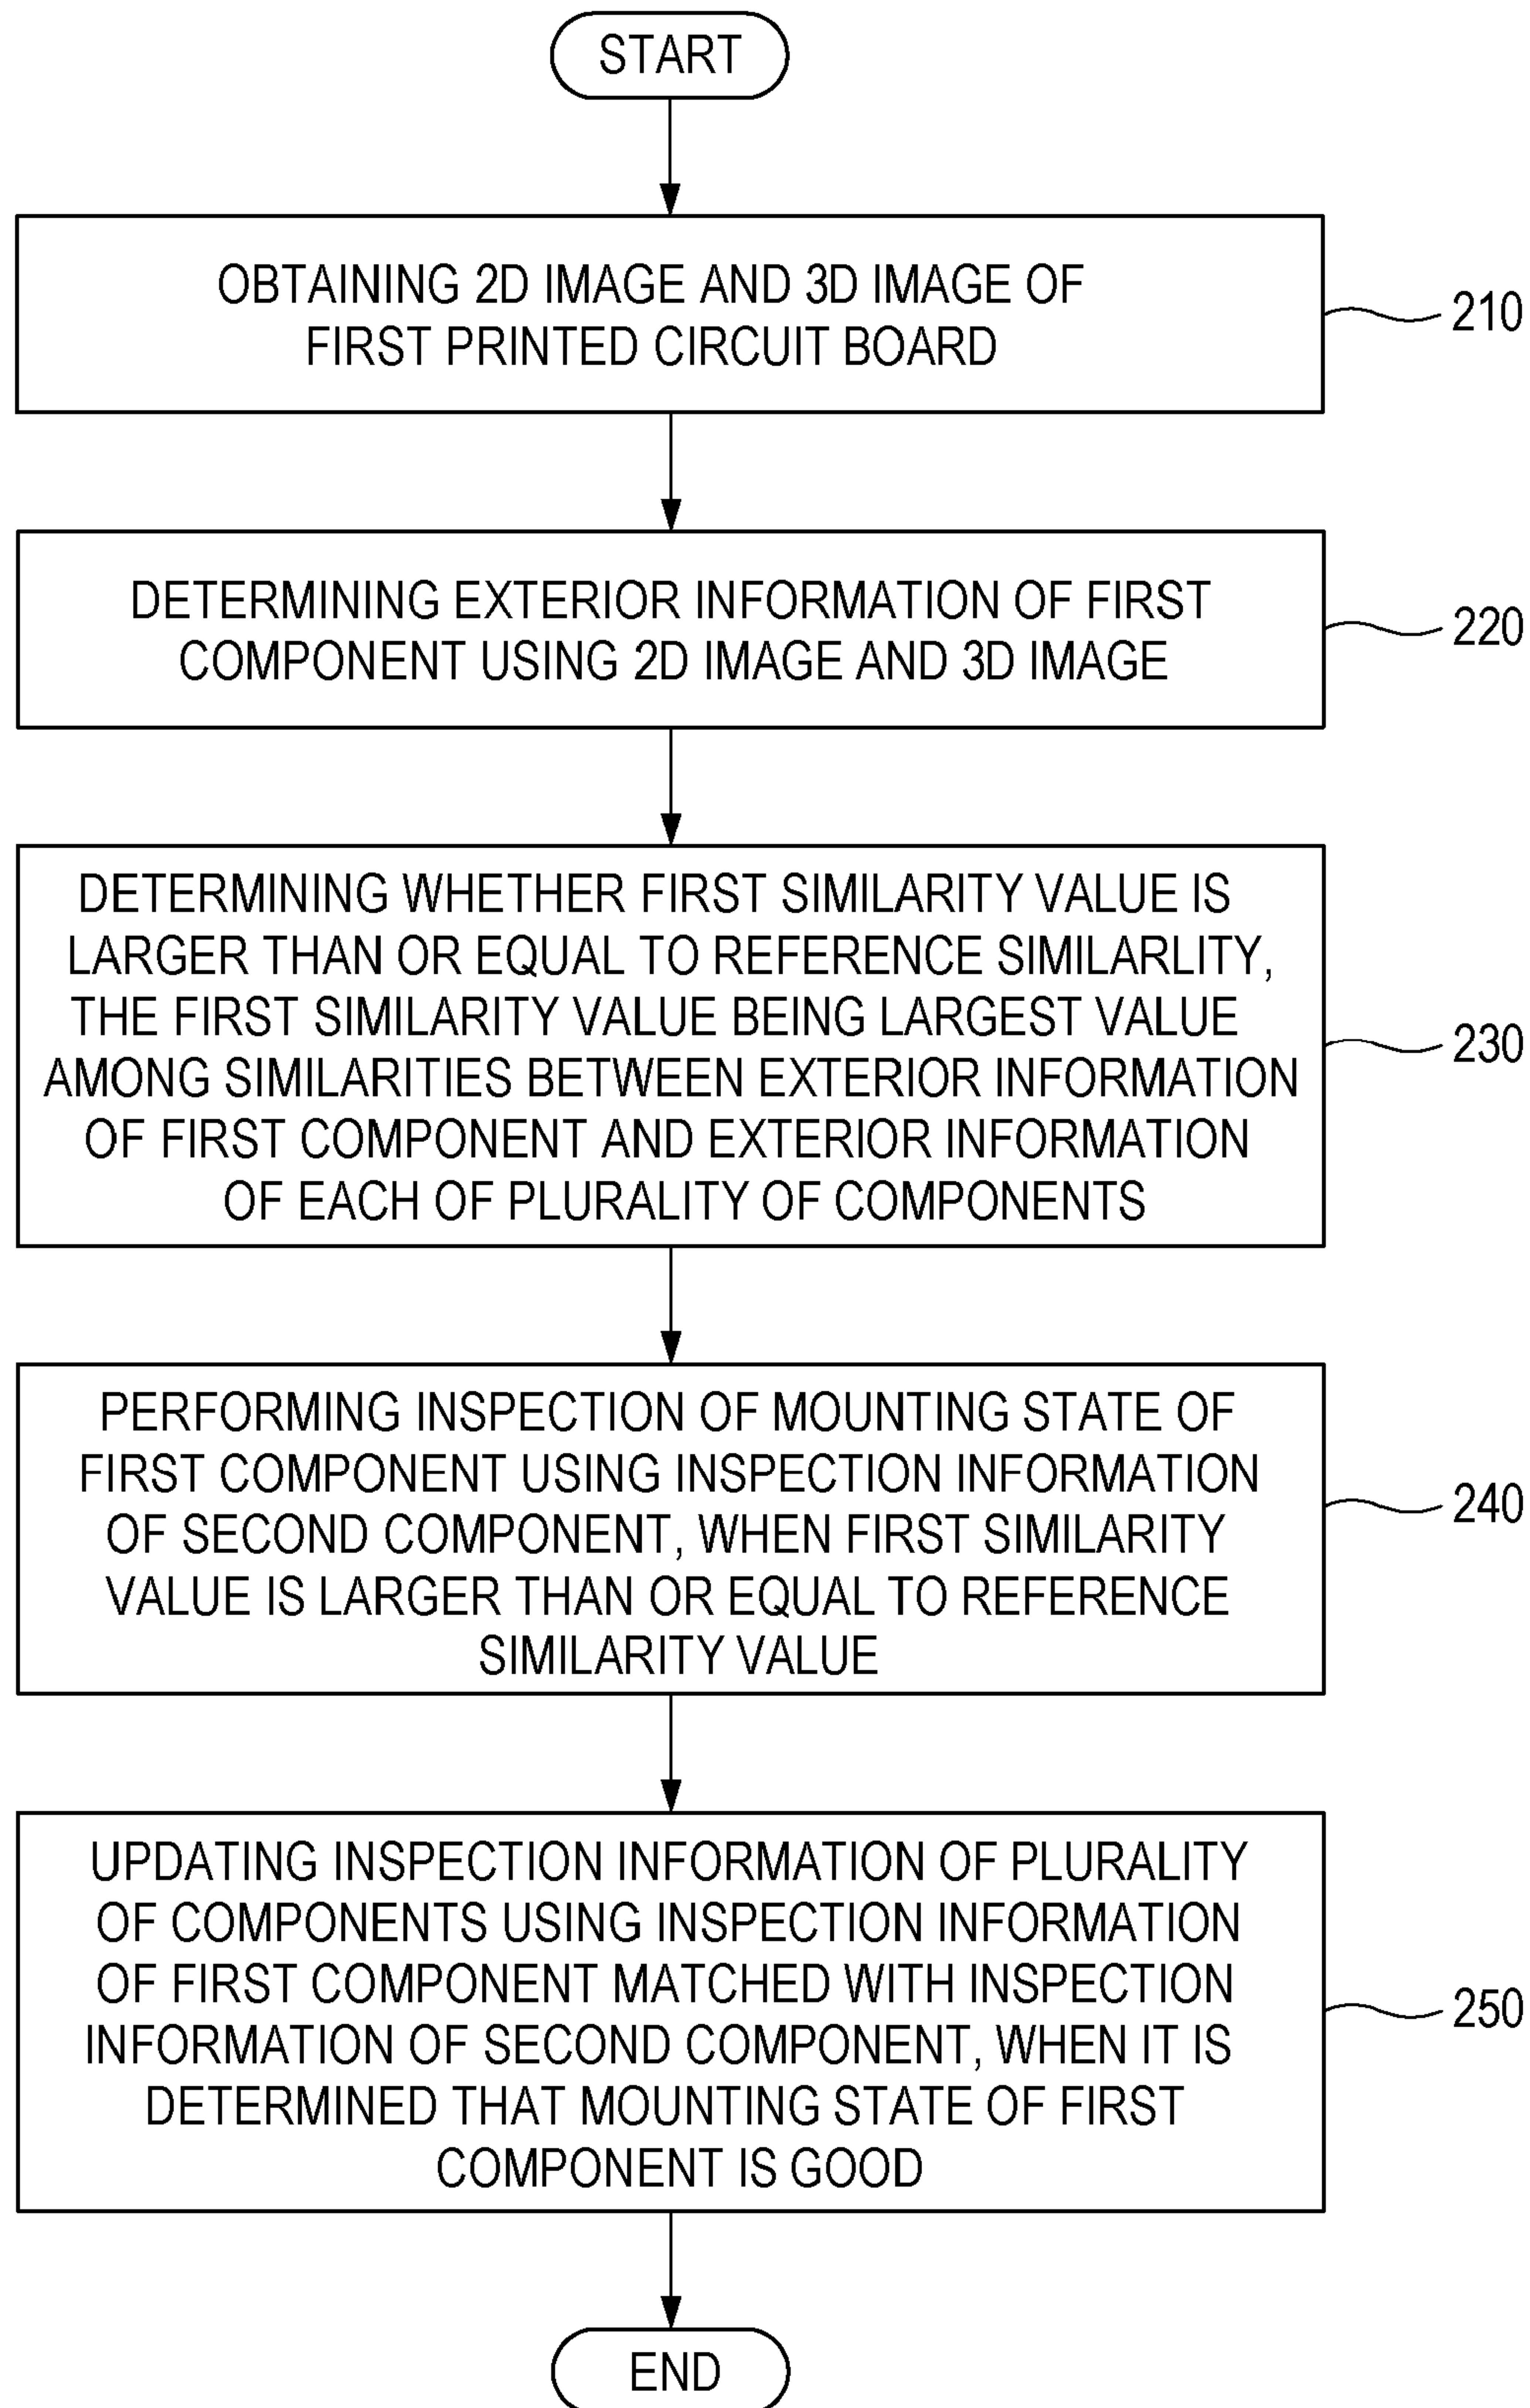 START
OBTAINING 2D IMAGE AND 3D IMAGE OF
FIRST PRINTED CIRCUIT BOARD
210
DETERMINING EXTERIOR INFORMATION OF FIRST
COMPONENT USING 2D IMAGE AND 3D IMAGE
220
DETERMINING WHETHER FIRST SIMILARITY VALUE IS
LARGER THAN OR EQUAL TO REFERENCE SIMILARLITY,
THE FIRST SIMILARITY VALUE BEING LARGEST VALUE
AMONG SIMILARITIES BETWEEN EXTERIOR INFORMATION
OF FIRST COMPONENT AND EXTERIOR INFORMATION
OF EACH OF PLURALITY OF COMPONENTS
230
PERFORMING INSPECTION OF MOUNTING STATE OF
FIRST COMPONENT USING INSPECTION INFORMATION
OF SECOND COMPONENT, WHEN FIRST SIMILARITY
VALUE IS LARGER THAN OR EQUAL TO REFERENCE
SIMILARITY VALUE
240
UPDATING INSPECTION INFORMATION OF PLURALITY
OF COMPONENTS USING INSPECTION INFORMATION
OF FIRST COMPONENT MATCHED WITH INSPECTION
INFORMATION OF SECOND COMPONENT, WHEN IT IS
DETERMINED THAT MOUNTING STATE OF FIRST
COMPONENT IS GOOD
250
END